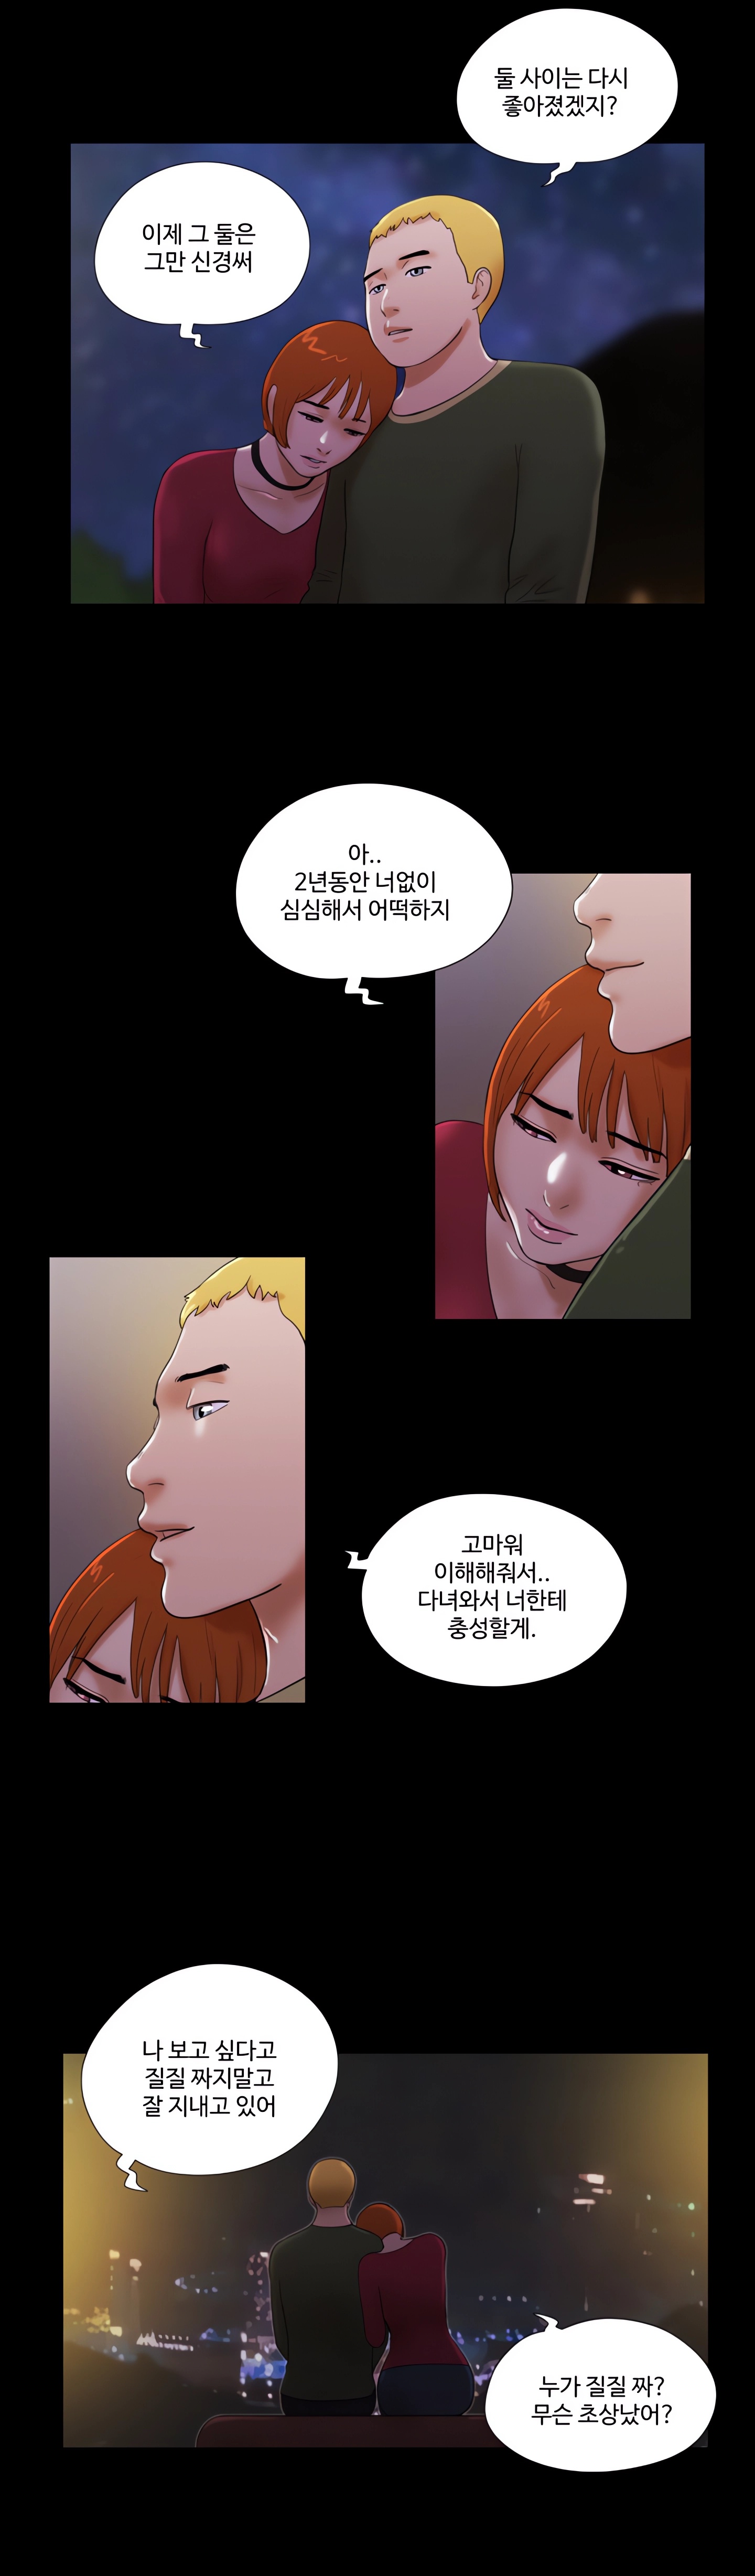 둘 사이는 다시
좋아졌겠지?
이제 그 둘은
그만 신경써
아..
2년동안 너없이
심심해서 어떡하지
고마워
이해해줘서..
다녀와서 너한테
충성할게.
나 보고 싶다고
질질 짜지말고
잘 지내고 있어
누가 질질 짜?
무슨 초상났어?